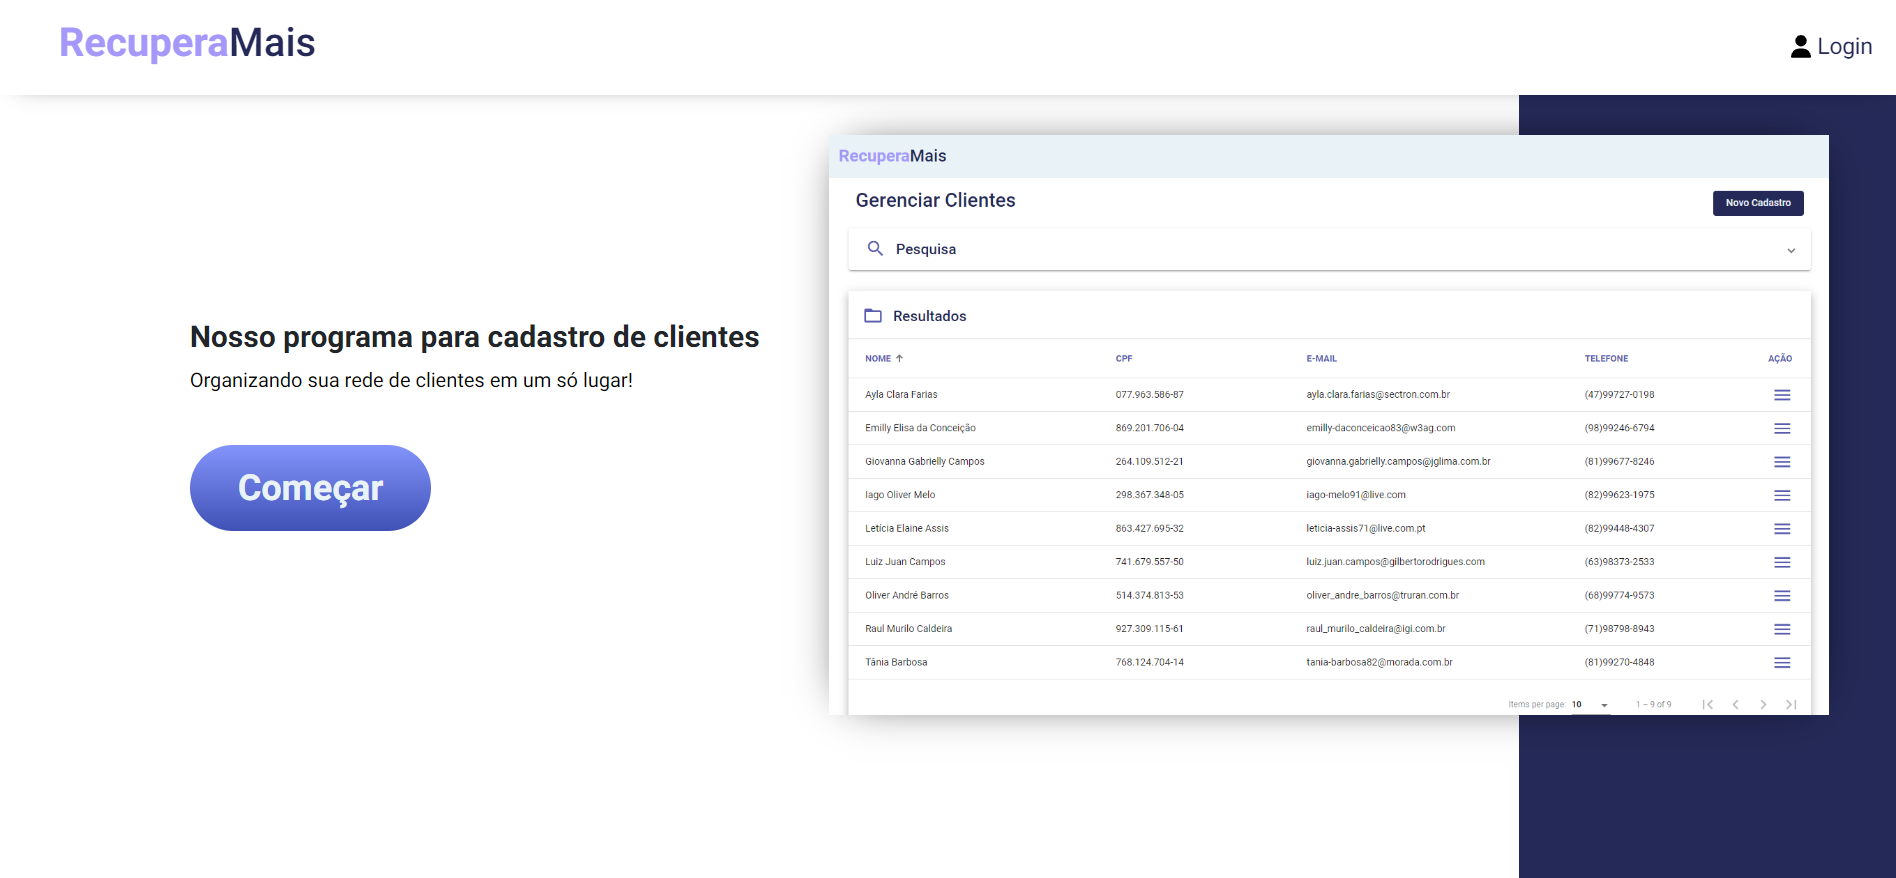 RecuperaMais
Login
Nosso programa para cadastro de clientes
Organizando sua rede de clientes em um só lugar!
Começar
RecuperaMais
Gerenciar Clientes
Novo Cadastro
Pesquisa
Resultados
NOME CPF E-MAIL TELEFONE AÇÃO
Ayla Clara Farias 077.963.586-87 ayla.clara.farias@sectron.com.br (47)99727-0198
Emilly Elisa da Conceição 869.201.706-04 emilly-daconceicao83@w3ag.com (98)99246-6794
Giovanna Gabrielly Campos 264.109.512-21 giovanna.gabrielly.campos@jglima.com.br (81)99677-8246
Iago Oliver Melo 298.367.348-05 iago-melo91@live.com (82)99623-1975
Letícia Elaine Assis 863.427.695-32 leticia-assis71@live.com.pt (82)99448-4307
Luiz Juan Campos 741.679.557-50 luiz.juan.campos@gilbertorodrigues.com (63)98373-2533
Oliver André Barros 514.374.813-53 oliver_andre_barros@truran.com.br (68)99774-9573
Raul Murilo Caldeira 927.309.115-61 raul_murilo_caldeira@igi.com.br (71)98798-8943
Tânia Barbosa 768.124.704-14 tania-barbosa82@morada.com.br (81)99270-4848
Items per page: 10 1 – 9 of 9